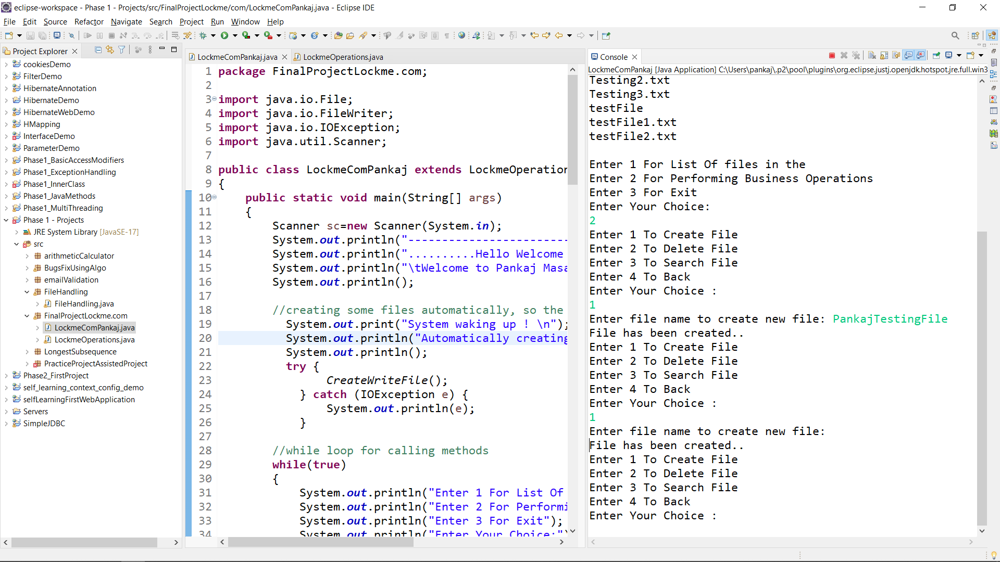 eclipse-workspace - Phase 1 - Projects/src/FinalProjectLockme/com/LockmeComPankaj.java - Eclipse IDE
File Edit Source Refactor Navigate Search Project Run Window Help
Project Explorer
cookiesDemo
FilterDemo
HibernateAnnotation
HibernateDemo
HibernateWebDemo
HMapping
InterfaceDemo
ParameterDemo
Phase1_BasicAccessModifiers
Phase1_ExceptionHandling
Phase1_InnerClass
Phase1_JavaMethods
Phase1_MultiThreading
Phase 1 - Projects
JRE System Library [JavaSE-17]
src
arithmeticCalculator
BugsFixUsingAlgo
emailValidation
FileHandling
FileHandling.java
FinalProjectLockme.com
LockmeComPankaj.java
LockmeOperations.java
LongestSubsequence
PracticeProjectAssistedProject
Phase2_FirstProject
self_learning_context_config_demo
selfLearningFirstWebApplication
Servers
SimpleJDBC
LockmeComPankaj.java LockmeOperations.java
1 package FinalProjectLockme.com;
2
3 import java.io.File;
4 import java.io.FileWriter;
5 import java.io.IOException;
6 import java.util.Scanner;
7
8 public class LockmeComPankaj extends LockmeOperation
9 {
10 public static void main(String[] args)
11 {
12 Scanner sc=new Scanner(System.in);
13 System.out.println("------------------------
14 System.out.println("..........Hello Welcome
15 System.out.println("\tWelcome to Pankaj Masa
16 System.out.println();
17
18 //creating some files automatically, so the
19 System.out.print("System waking up ! \n");
20 System.out.println("Automatically creating
21 System.out.println();
22 try {
23 CreateWriteFile();
24 } catch (IOException e) {
25 System.out.println(e);
26 }
27
28 //while loop for calling methods
29 while(true)
30 {
31 System.out.println("Enter 1 For List Of
32 System.out.println("Enter 2 For Performi
33 System.out.println("Enter 3 For Exit");
34 System.out.println("Enter Your Choice:")
Console
LockmeComPankaj [Java Application] C:\Users\pankaj\.p2\pool\plugins\org.eclipse.justj.openjdk.hotspot.jre.full.win3
Testing2.txt
Testing3.txt
testFile
testFile1.txt
testFile2.txt
Enter 1 For List Of files in the
Enter 2 For Performing Business Operations
Enter 3 For Exit
Enter Your Choice:
2
Enter 1 To Create File
Enter 2 To Delete File
Enter 3 To Search File
Enter 4 To Back
Enter Your Choice :
1
Enter file name to create new file: PankajTestingFile
File has been created..
Enter 1 To Create File
Enter 2 To Delete File
Enter 3 To Search File
Enter 4 To Back
Enter Your Choice :
1
Enter file name to create new file:
File has been created..
Enter 1 To Create File
Enter 2 To Delete File
Enter 3 To Search File
Enter 4 To Back
Enter Your Choice :